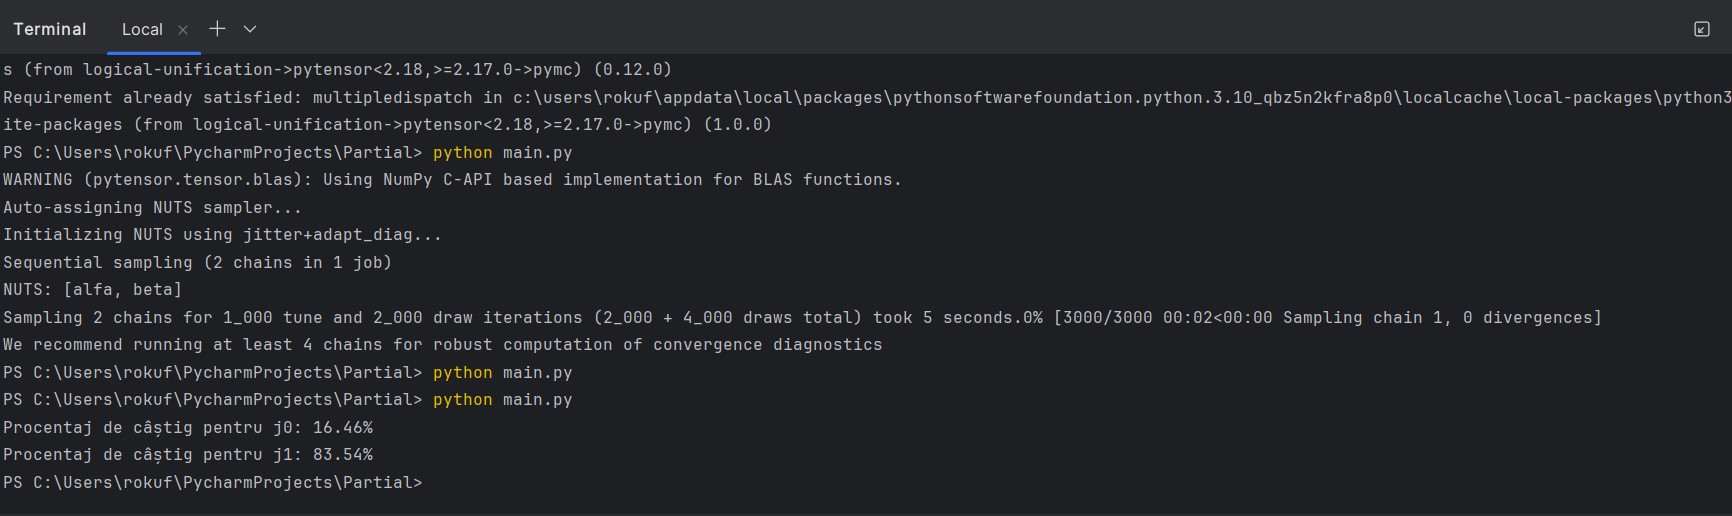 Terminal
Local
s (from logical-unification->pytensor<2.18,>=2.17.0->pymc) (0.12.0)
Requirement already satisfied: multipledispatch in c:\users\rokuf\appdata\local\packages\pythonsoftwarefoundation.python.3.10_qbz5n2kfra8p0\localcache\local-packages\python3
ite-packages (from logical-unification->pytensor<2.18,>=2.17.0->pymc) (1.0.0)
PS C:\Users\rokuf\PycharmProjects\Partial> python main.py
WARNING (pytensor.tensor.blas): Using NumPy C-API based implementation for BLAS functions.
Auto-assigning NUTS sampler...
Initializing NUTS using jitter+adapt_diag...
Sequential sampling (2 chains in 1 job)
NUTS: [alfa, beta]
Sampling 2 chains for 1_000 tune and 2_000 draw iterations (2_000 + 4_000 draws total) took 5 seconds.0% [3000/3000 00:02<00:00 Sampling chain 1, 0 divergences]
We recommend running at least 4 chains for robust computation of convergence diagnostics
PS C:\Users\rokuf\PycharmProjects\Partial> python main.py
PS C:\Users\rokuf\PycharmProjects\Partial> python main.py
Procentaj de câștig pentru j0: 16.46%
Procentaj de câștig pentru j1: 83.54%
PS C:\Users\rokuf\PycharmProjects\Partial>